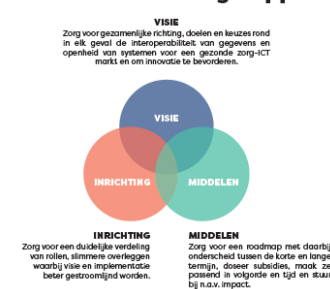 VISIE
Zorg voor gezamenlijke richting, doelen en keuzes rond
in elk geval de interoperabiliteit van gegevens en
openheid van systemen voor een gezonde zorg-ICT
markt en om innovatie te bevorderen.
VISIE
INRICHTING
MIDDELEN
INRICHTING
Zorg voor een duidelijke verdeling
van rollen, slimmere overleggen
waarbij visie en implementatie
beter gestroomlijnd worden.
MIDDELEN
Zorg voor een roadmap met daarbij
onderscheid tussen de korte en lange
termijn, doseer subsidies, maak ze
passend in volgorde en tijd en stuur
bij n.a.v. impact.